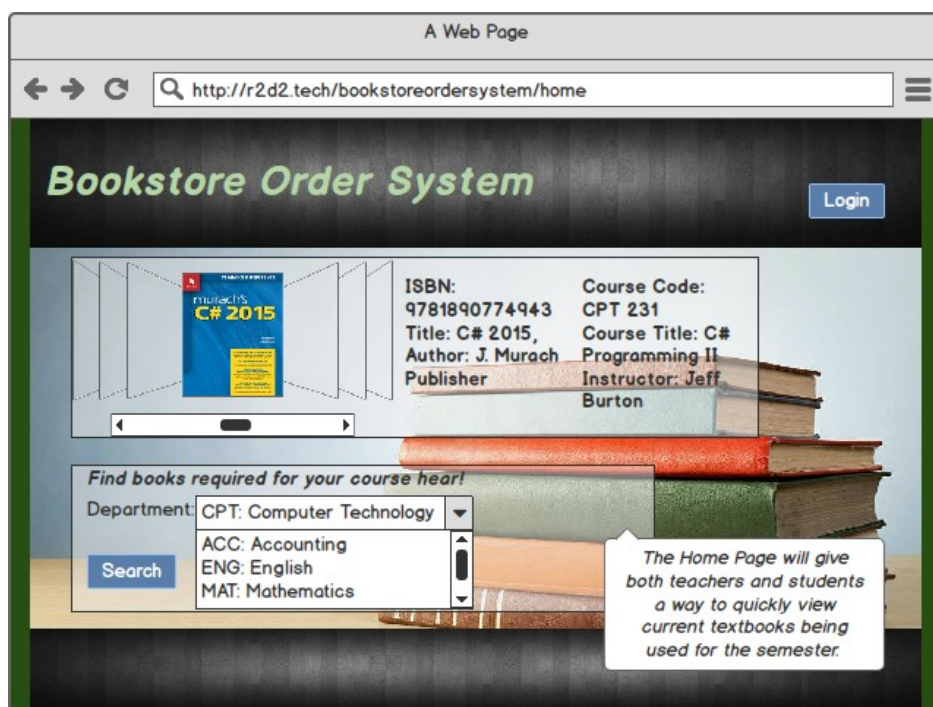 A Web Page
http://r2d2.tech/bookstoreordersystem/home
Bookstore Order System
Login
murach's
C# 2015
ISBN:
9781890774943
Title: C# 2015,
Author: J. Murach
Publisher
Course Code:
CPT 231
Course Title: C#
Programming II
Instructor: Jeff
Burton
Find books required for your course hear!
Department:
CPT: Computer Technology
ACC: Accounting
ENG: English
MAT: Mathematics
Search
The Home Page will give
both teachers and students
a way to quickly view
current textbooks being
used for the semester.